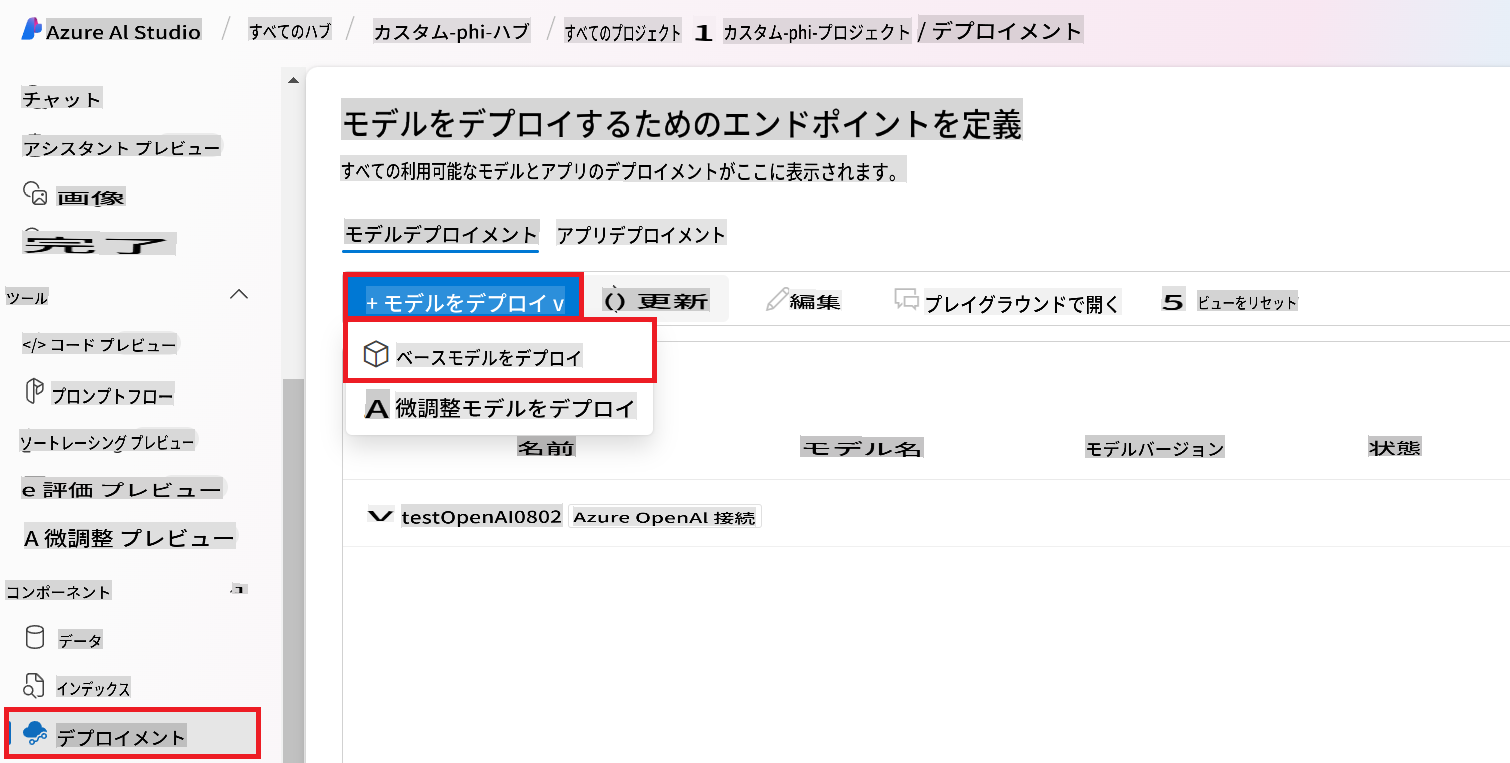 Azure AI Studio / すべてのハブ / カスタム-phi-ハブ / すべてのプロジェクト 1 カスタム-phi-プロジェクト / デプロイメント
チャット
アシスタント プレビュー
画像
完了
ツール
</> コード プレビュー
プロンプトフロー
ソートレーシング プレビュー
e 評価 プレビュー
A 微調整 プレビュー
コンポーネント 1
データ
インデックス
デプロイメント
モデルをデプロイするためのエンドポイントを定義
すべての利用可能なモデルとアプリのデプロイメントがここに表示されます。
モデルデプロイメント アプリデプロイメント
+ モデルをデプロイ v () 更新 編集 プレイグラウンドで開く 5 ビューをリセット
ベースモデルをデプロイ
A 微調整モデルをデプロイ
名前 モデル名 モデルバージョン 状態
testOpenAI0802 Azure OpenAI 接続